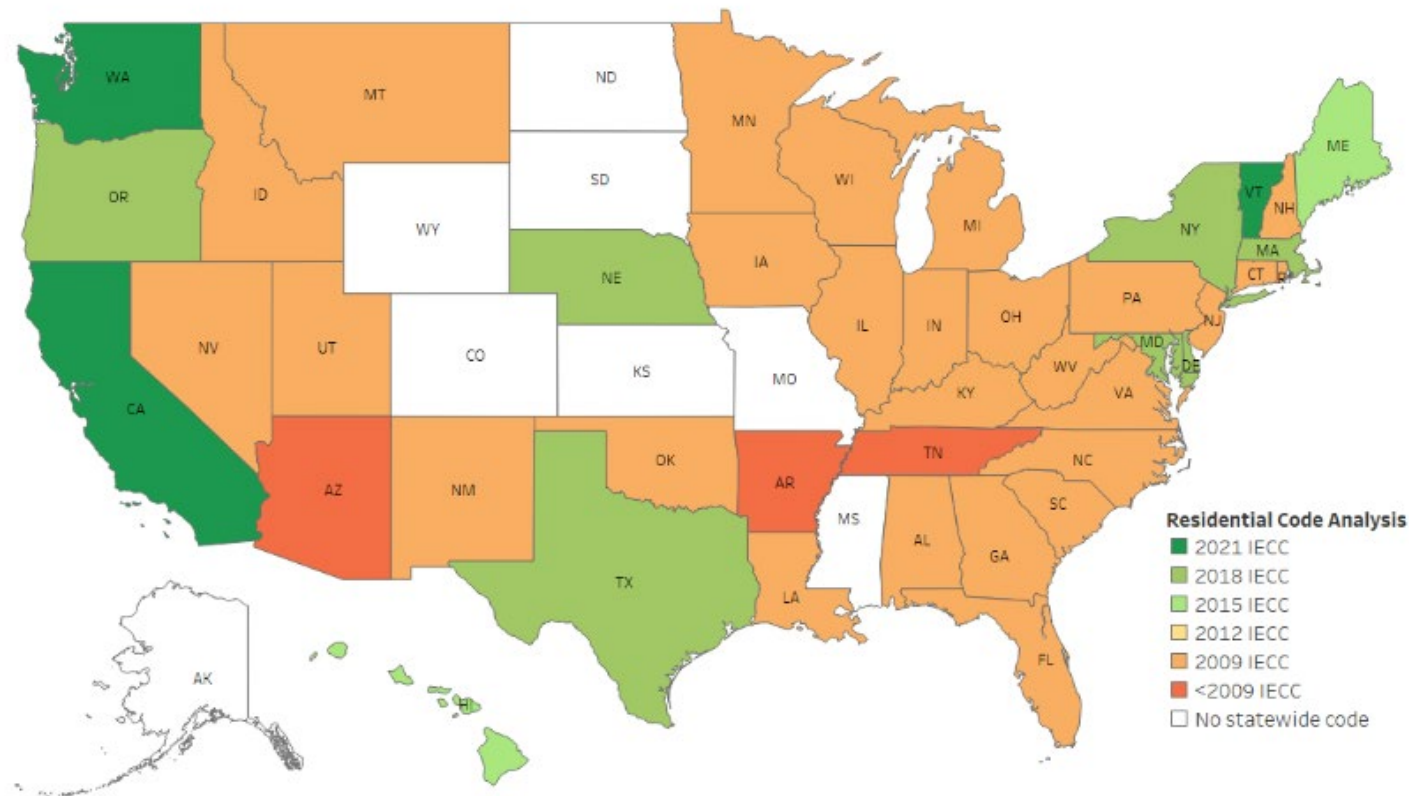 WA
MT
ND
MN
ME
OR
ID
SD
WI
VT
NH
WY
MI
NY
MA
IA
NE
CT
RI
PA
NV
UT
CO
IL
IN
OH
NJ
KS
MO
MD
DE
WV
CA
KY
VA
AZ
NM
OK
AR
TN
NC
MS
AL
GA
SC
TX
LA
FL
AK
HI
Residential Code Analysis
2021 IECC
2018 IECC
2015 IECC
2012 IECC
2009 IECC
<2009 IECC
No statewide code